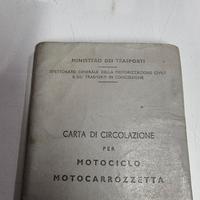 MINISTERO DEI TRASPORTI
ISPETTORATO GENERALE DELLA MOTORIZZAZIONE CIVILE
E DEI TRASPORTI IN CONCESSIONE
CARTA DI CIRCOLAZIONE
PER
MOTOCICLO
MOTOCARROZZETTA